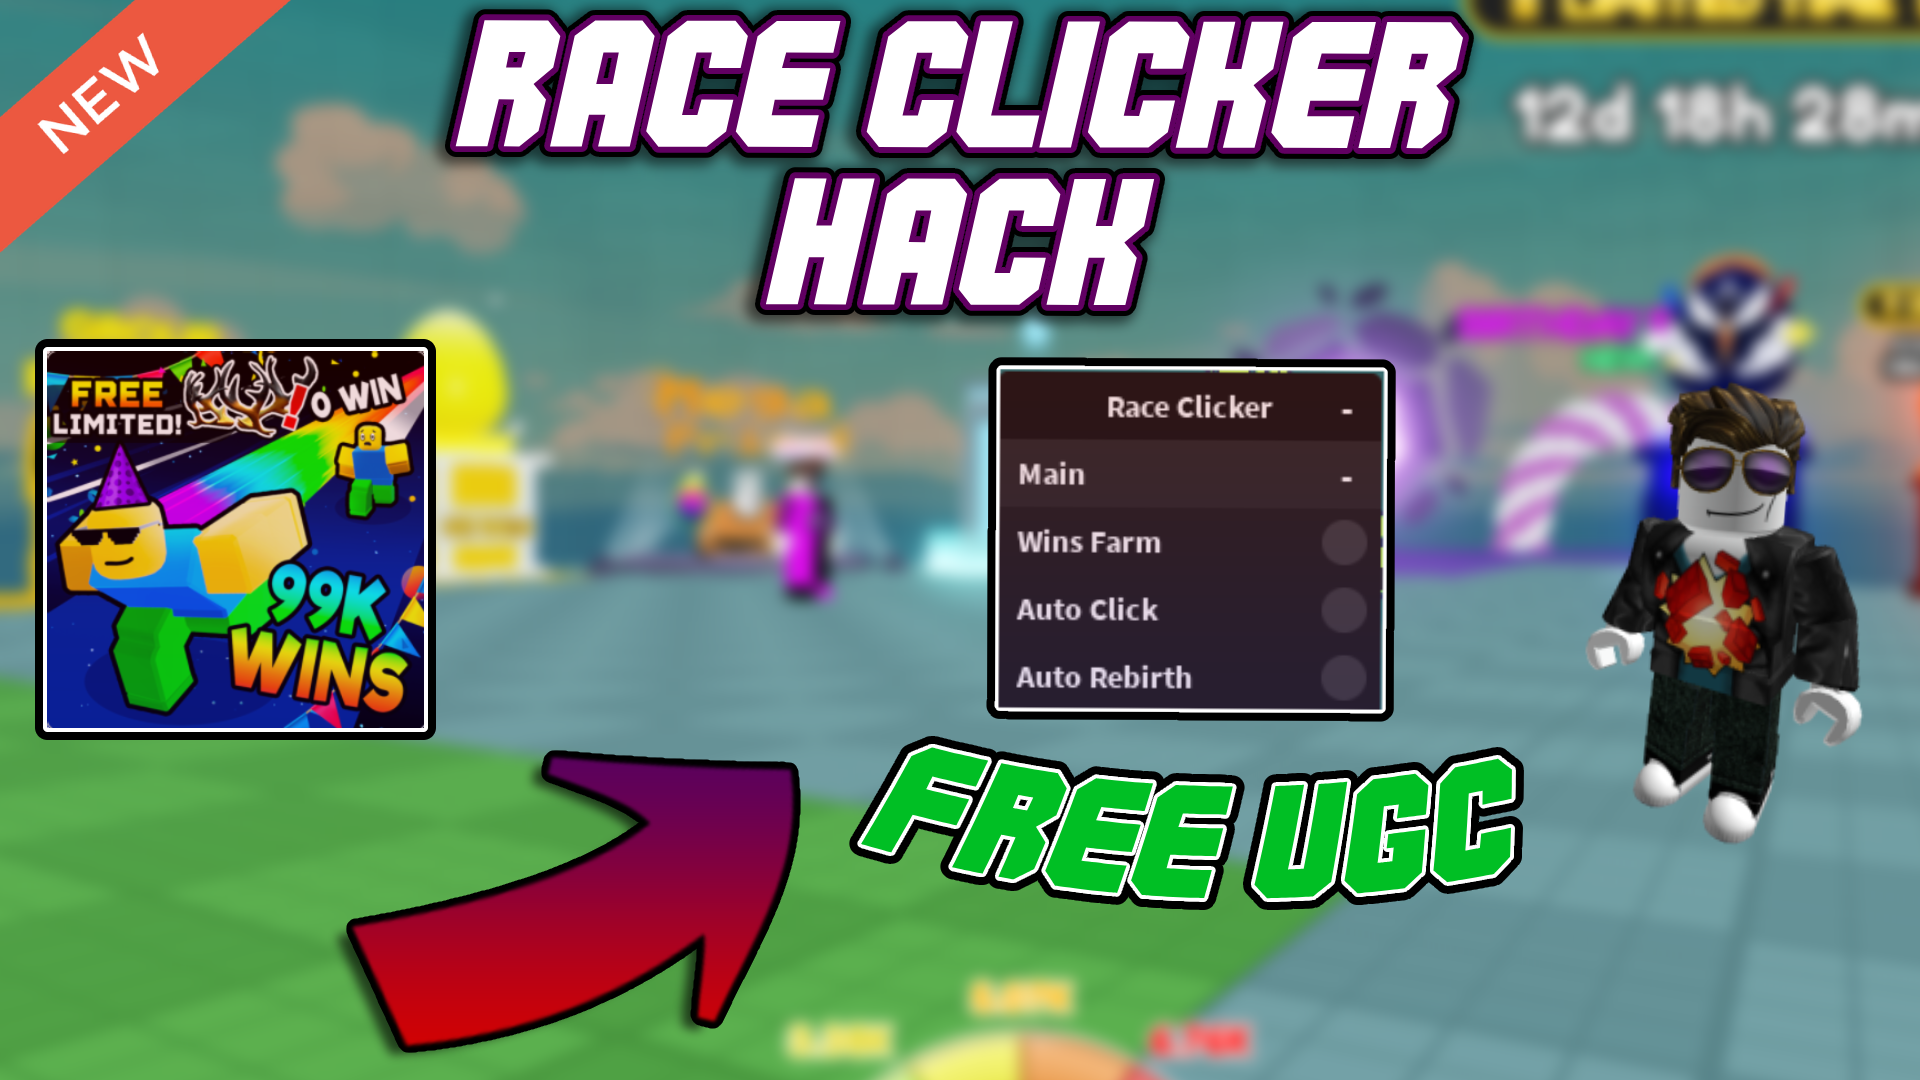 NEW
RACE CLICKER
HACK
12d 18h 28m
FREE
LIMITED!
! 0 WIN
99K
WINS
Race Clicker -
Main -
Wins Farm
Auto Click
Auto Rebirth
FREE UGC